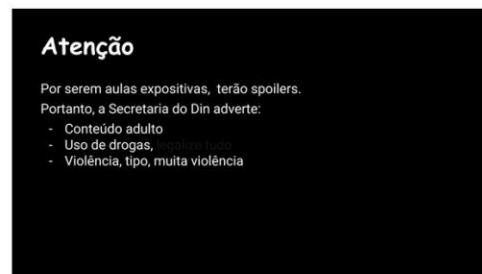 Atenção
Por serem aulas expositivas, terão spoilers.
Portanto, a Secretaria do Din adverte:
- Conteúdo adulto
- Uso de drogas, legalize tudo
- Violência, tipo, muita violência